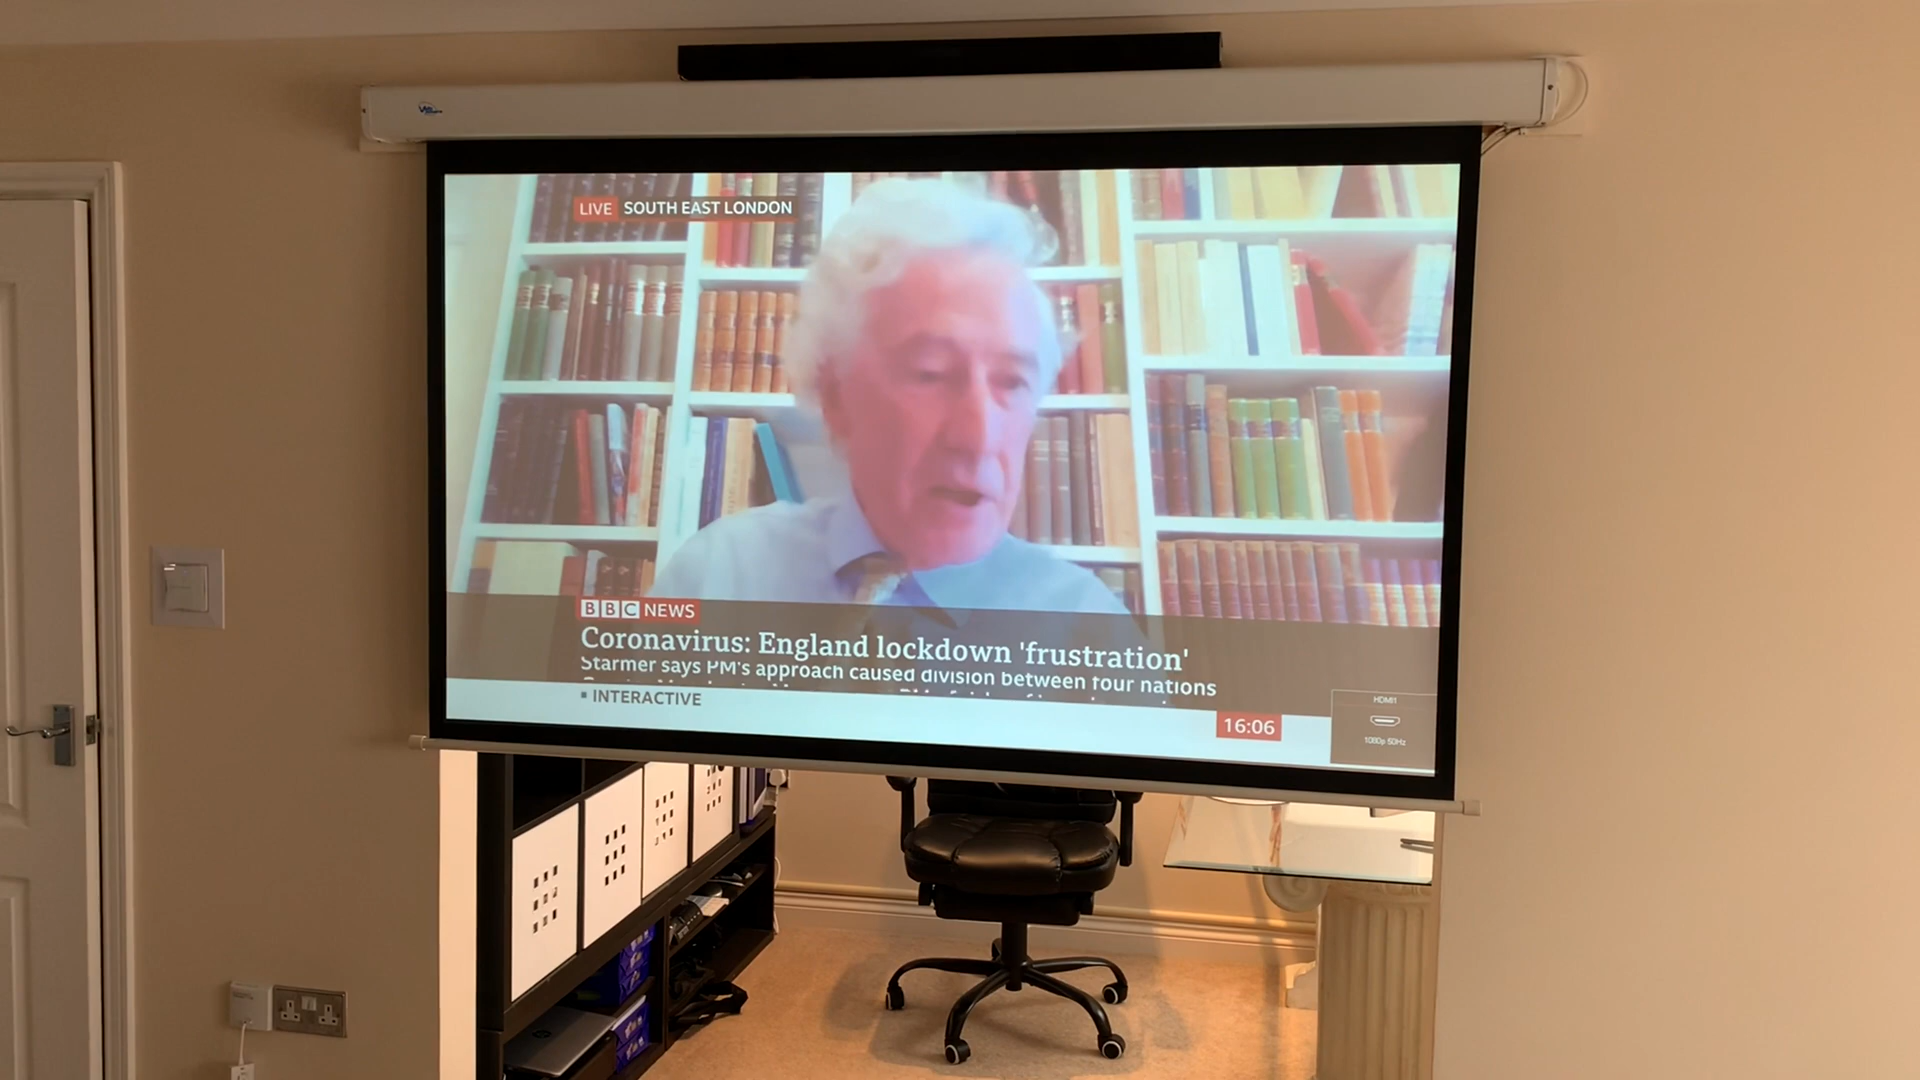 LIVE SOUTH EAST LONDON
BBC NEWS
Coronavirus: England lockdown 'frustration'
Starmer says PM's approach caused division between four nations
INTERACTIVE
16:06
HDMI1
1080p 50Hz